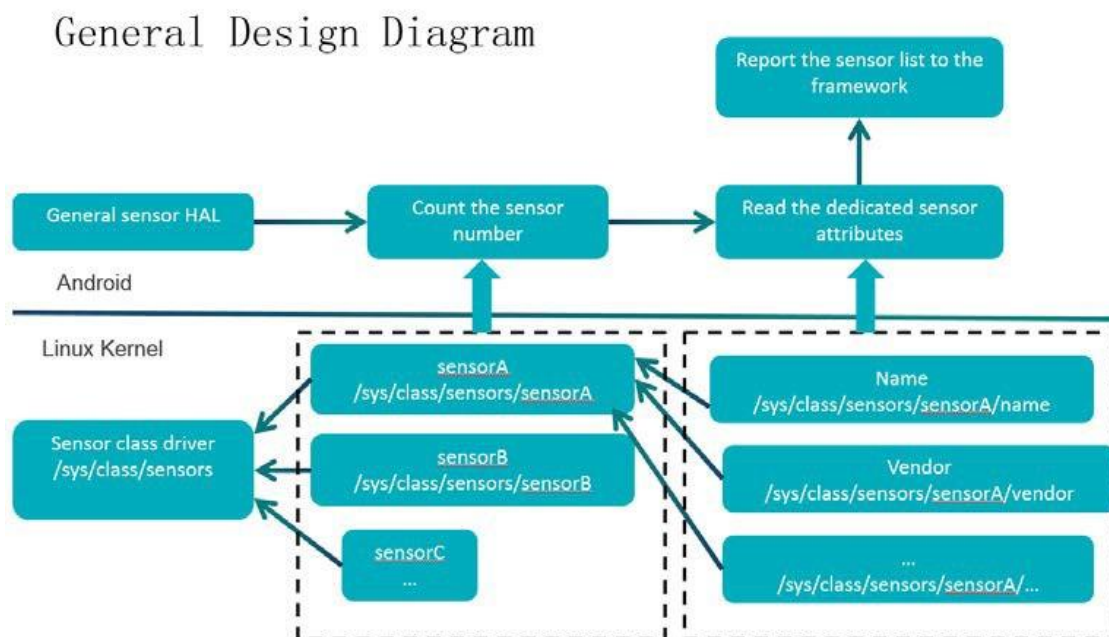 General Design Diagram
Report the sensor list to the
framework
General sensor HAL
Count the sensor
number
Read the dedicated sensor
attributes
Android
Linux Kernel
sensorA
/sys/class/sensors/sensorA
Name
/sys/class/sensors/sensorA/name
Sensor class driver
/sys/class/sensors
sensorB
/sys/class/sensors/sensorB
Vendor
/sys/class/sensors/sensorA/vendor
sensorC
...
...
/sys/class/sensors/sensorA/...